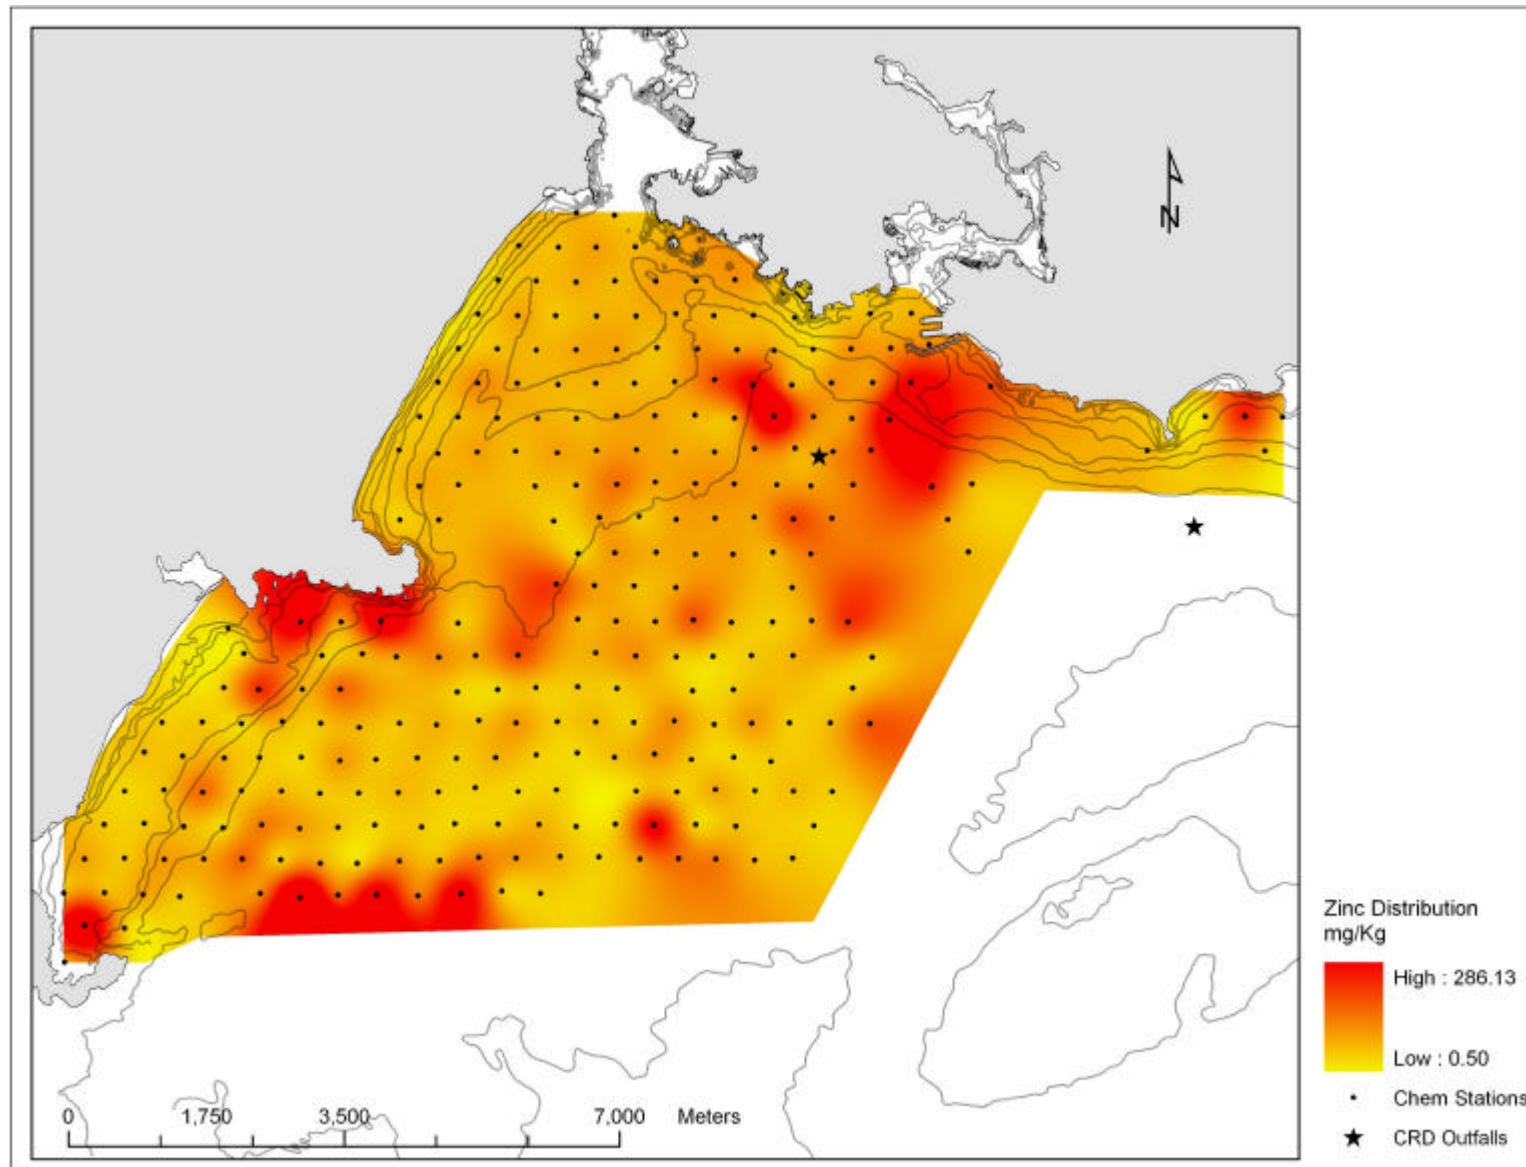 N
Zinc Distribution
mg/Kg
High : 286.13
Low : 0.50
Chem Stations
CRD Outfalls
0 1,750 3,500 7,000 Meters